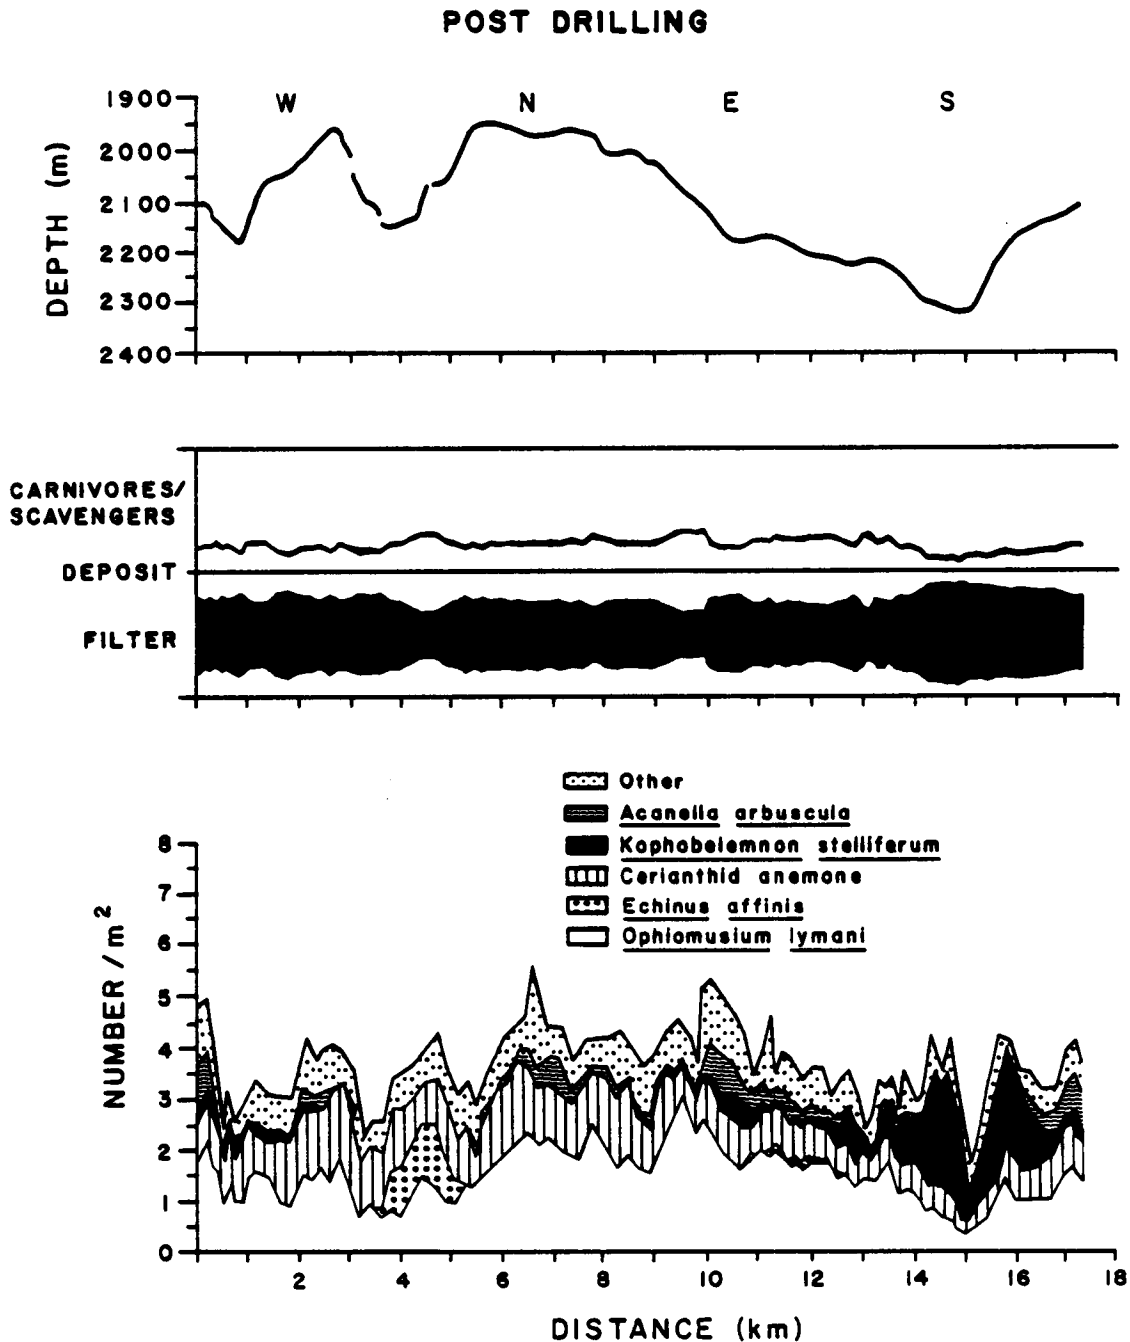 POST DRILLING
W N E S
1900
2000
2100
2200
2300
2400
DEPTH (m)
CARNIVORES/
SCAVENGERS
DEPOSIT
FILTER
Other
Acanella arbuscula
Kophobelemnon stelliferum
Cerianthid anemone
Echinus affinis
Ophiomusium lymani
8
7
6
5
4
3
2
1
0
NUMBER/m²
2 4 6 8 10 12 14 16 18
DISTANCE (km)